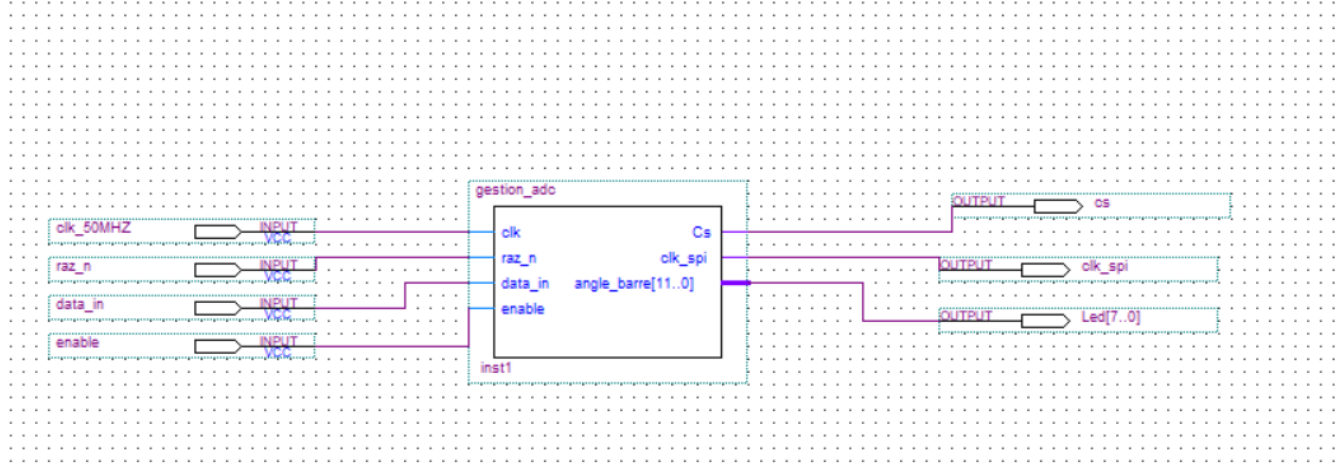 gestion_adc
clk_50MHZ INPUT VCC
raz_n INPUT VCC
data_in INPUT VCC
enable INPUT VCC
clk Cs
raz_n clk_spi
data_in angle_barre[11..0]
enable
inst1
OUTPUT cs
OUTPUT clk_spi
OUTPUT Led[7..0]